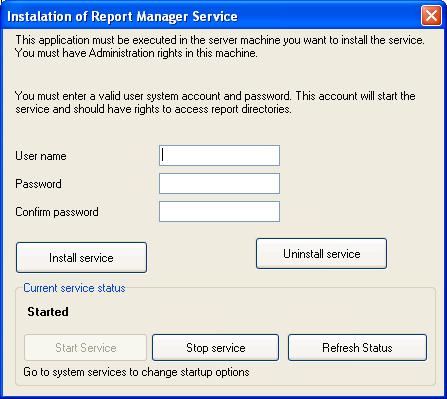 Instalation of Report Manager Service
This application must be executed in the server machine you want to install the service.
You must have Administration rights in this machine.
You must enter a valid user system account and password. This account will start the
service and should have rights to access report directories.
User name
Password
Confirm password
Install service
Uninstall service
Current service status
Started
Start Service
Stop service
Refresh Status
Go to system services to change startup options